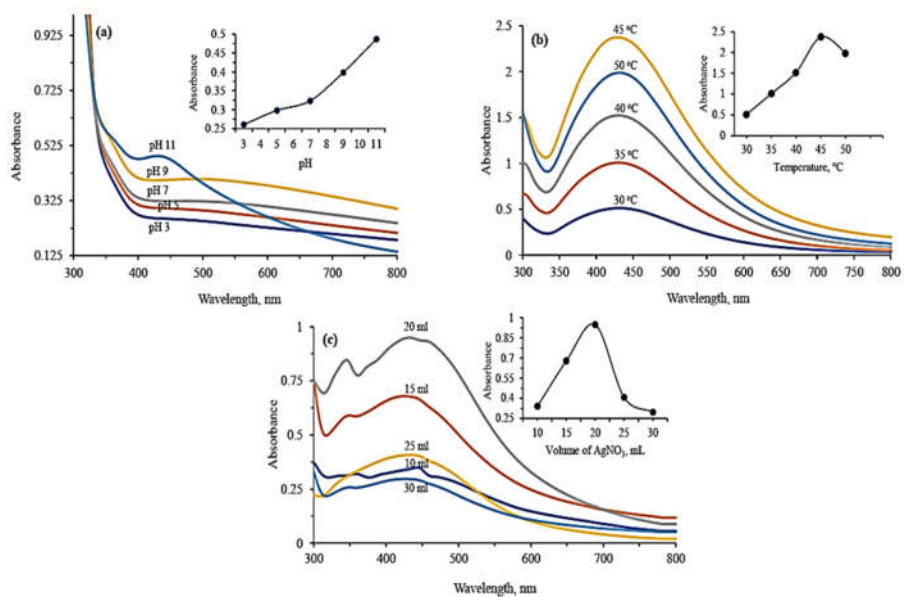 (a)
0.925
0.725
0.525
0.325
0.125
Absorbance
300 400 500 600 700 800
Wavelength, nm
pH 11
pH 9
pH 7
pH 5
pH 3
0.5
0.45
0.4
0.35
0.3
0.25
Absorbance
3 4 5 6 7 8 9 10 11
pH
(b)
2.5
2
1.5
1
0.5
0
Absorbance
300 350 400 450 500 550 600 650 700 750 800
Wavelength, nm
45 ºC
50 ºC
40 ºC
35 ºC
30 ºC
2.5
2
1.5
1
0.5
0
Absorbance
30 35 40 45 50
Temperature, ºC
(c)
1
0.75
0.5
0.25
0
Absorbance
300 400 500 600 700 800
Wavelength, nm
20 ml
15 ml
25 ml
10 ml
30 ml
1
0.85
0.7
0.55
0.4
0.25
Absorbance
10 15 20 25 30
Volume of AgNO₃, mL